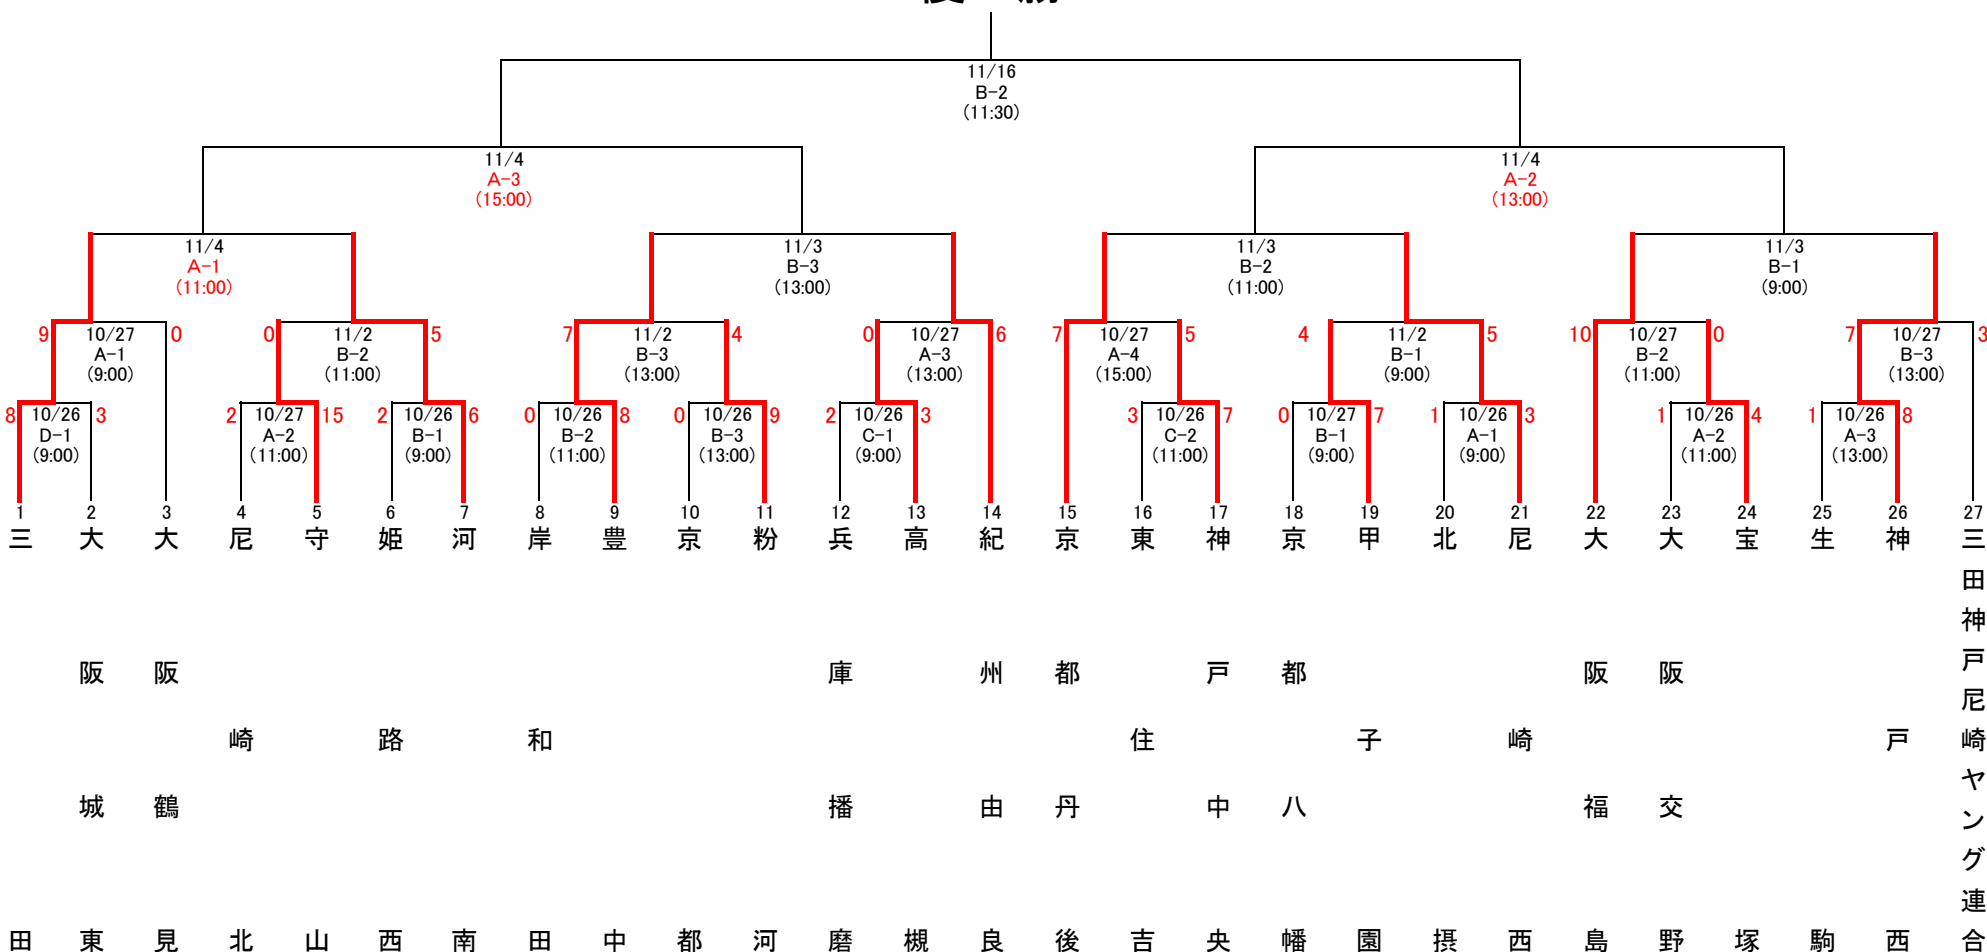 11/16
B-2
(11:30)
11/4
A-3
(15:00)
11/4
A-2
(13:00)
11/4
A-1
(11:00)
11/3
B-3
(13:00)
11/3
B-2
(11:00)
11/3
B-1
(9:00)
9 10/27 0
A-1
(9:00)
0 11/2 5
B-2
(11:00)
7 11/2 4
B-3
(13:00)
0 10/27 6
A-3
(13:00)
7 10/27 5
A-4
(15:00)
4 11/2 5
B-1
(9:00)
10 10/27 0
B-2
(11:00)
7 10/27 3
B-3
(13:00)
8 10/26 3
D-1
(9:00)
2 10/27 15
A-2
(11:00)
2 10/26 6
B-1
(9:00)
0 10/26 8
B-2
(11:00)
0 10/26 9
B-3
(13:00)
2 10/26 3
C-1
(9:00)
3 10/26 7
C-2
(11:00)
0 10/27 7
B-1
(9:00)
1 10/26 3
A-1
(9:00)
1 10/26 4
A-2
(11:00)
1 10/26 8
A-3
(13:00)
1 三田
2 大阪城東
3 大阪鶴見
4 尼崎北
5 守山
6 姫路西
7 河南
8 岸和田
9 豊中
10 京都
11 粉河
12 兵庫播磨
13 高槻
14 紀州由良
15 京都丹後
16 東住吉
17 神戸中央
18 京都八幡
19 甲子園
20 北摂
21 尼崎西
22 大阪福島
23 大阪交野
24 宝塚
25 生駒
26 神戸西
27 三田神戸尼崎ヤング連合